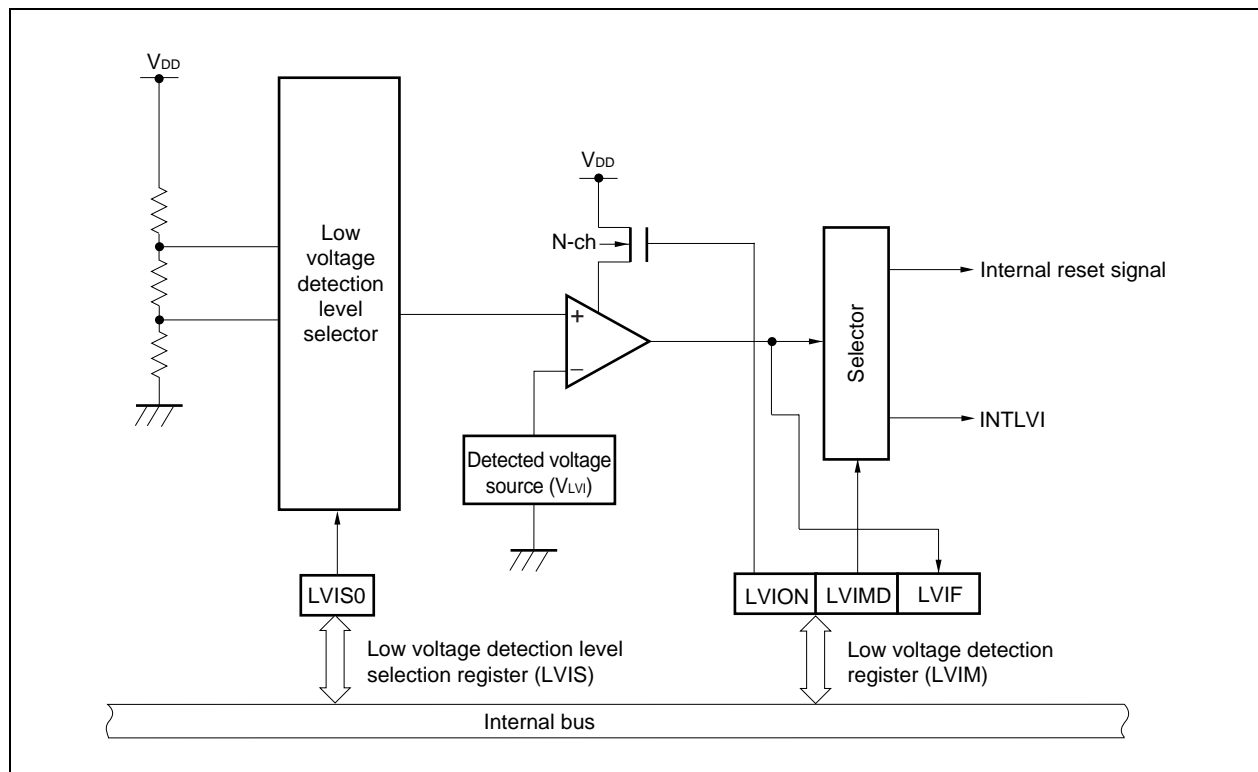 VDD
Low
voltage
detection
level
selector
VDD
N-ch
+
−
Detected voltage
source (VLVI)
Selector
Internal reset signal
INTLVI
LVIS0
LVION
LVIMD
LVIF
Low voltage detection level
selection register (LVIS)
Low voltage detection
register (LVIM)
Internal bus